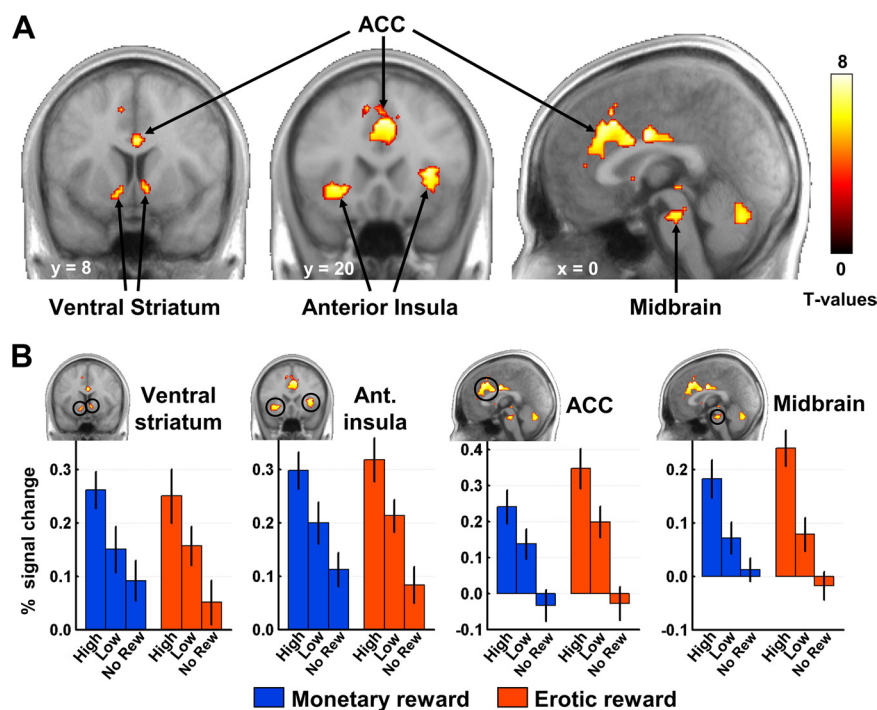 A
ACC
8
0
T-values
y = 8
y = 20
x = 0
Ventral Striatum
Anterior Insula
Midbrain
B
Ventral
striatum
Ant.
insula
ACC
Midbrain
% signal change
0.3
0.2
0.1
0.0
High
Low
No Rew
High
Low
No Rew
0.3
0.2
0.1
0.0
High
Low
No Rew
High
Low
No Rew
0.4
0.3
0.2
0.1
0.0
-0.1
High
Low
No Rew
High
Low
No Rew
0.2
0.1
0.0
-0.1
High
Low
No Rew
High
Low
No Rew
Monetary reward
Erotic reward